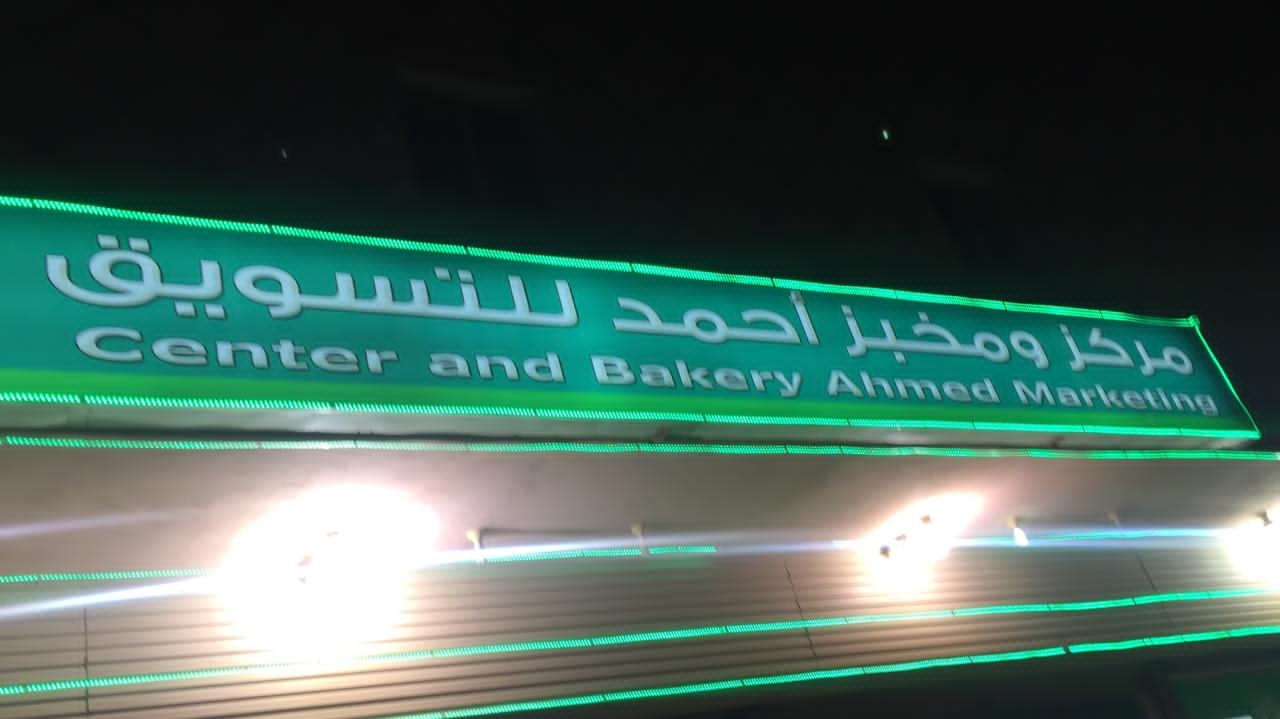 مركز ومخبز أحمد للتسويق
Center and Bakery Ahmed Marketing